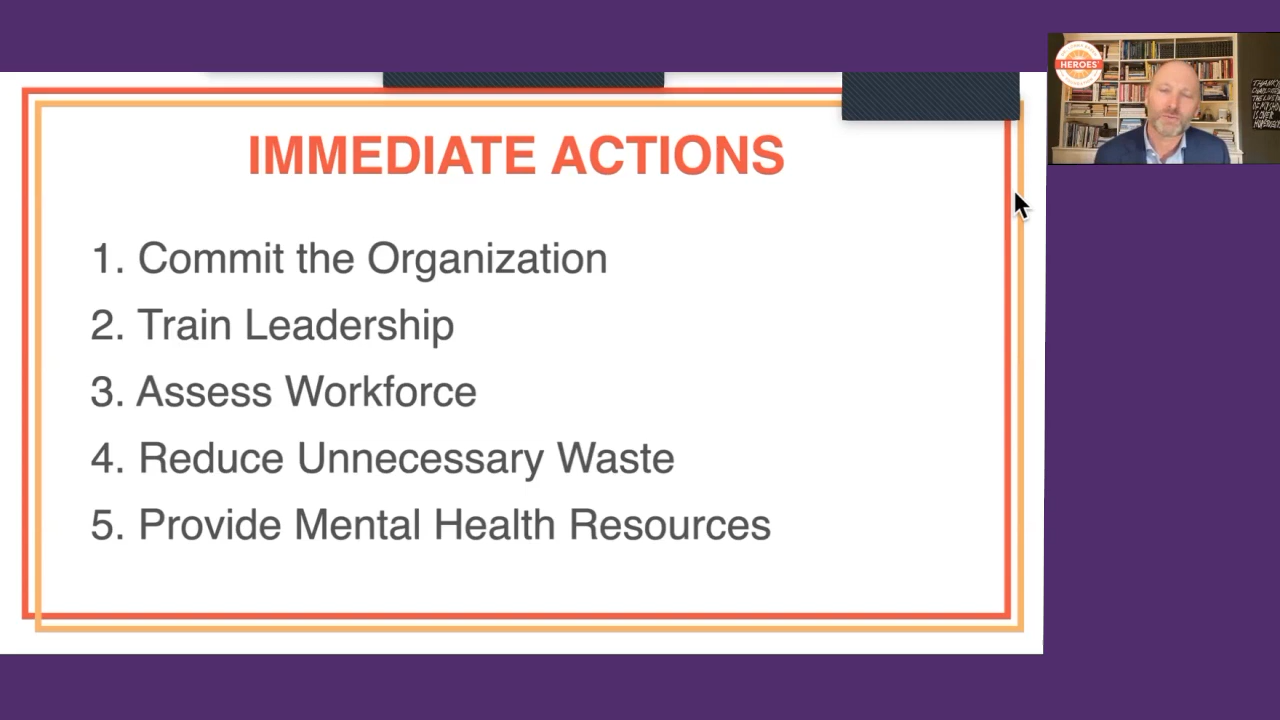 IMMEDIATE ACTIONS
1. Commit the Organization
2. Train Leadership
3. Assess Workforce
4. Reduce Unnecessary Waste
5. Provide Mental Health Resources
HEROES'